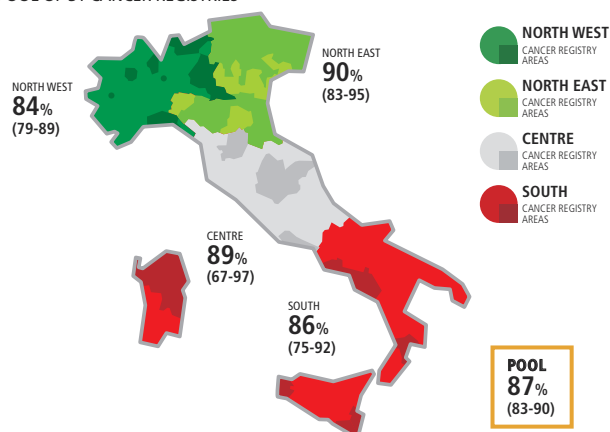 NORTH EAST
90%
(83-95)
NORTH WEST
84%
(79-89)
CENTRE
89%
(67-97)
SOUTH
86%
(75-92)
NORTH WEST
CANCER REGISTRY
AREAS
NORTH EAST
CANCER REGISTRY
AREAS
CENTRE
CANCER REGISTRY
AREAS
SOUTH
CANCER REGISTRY
AREAS
POOL
87%
(83-90)